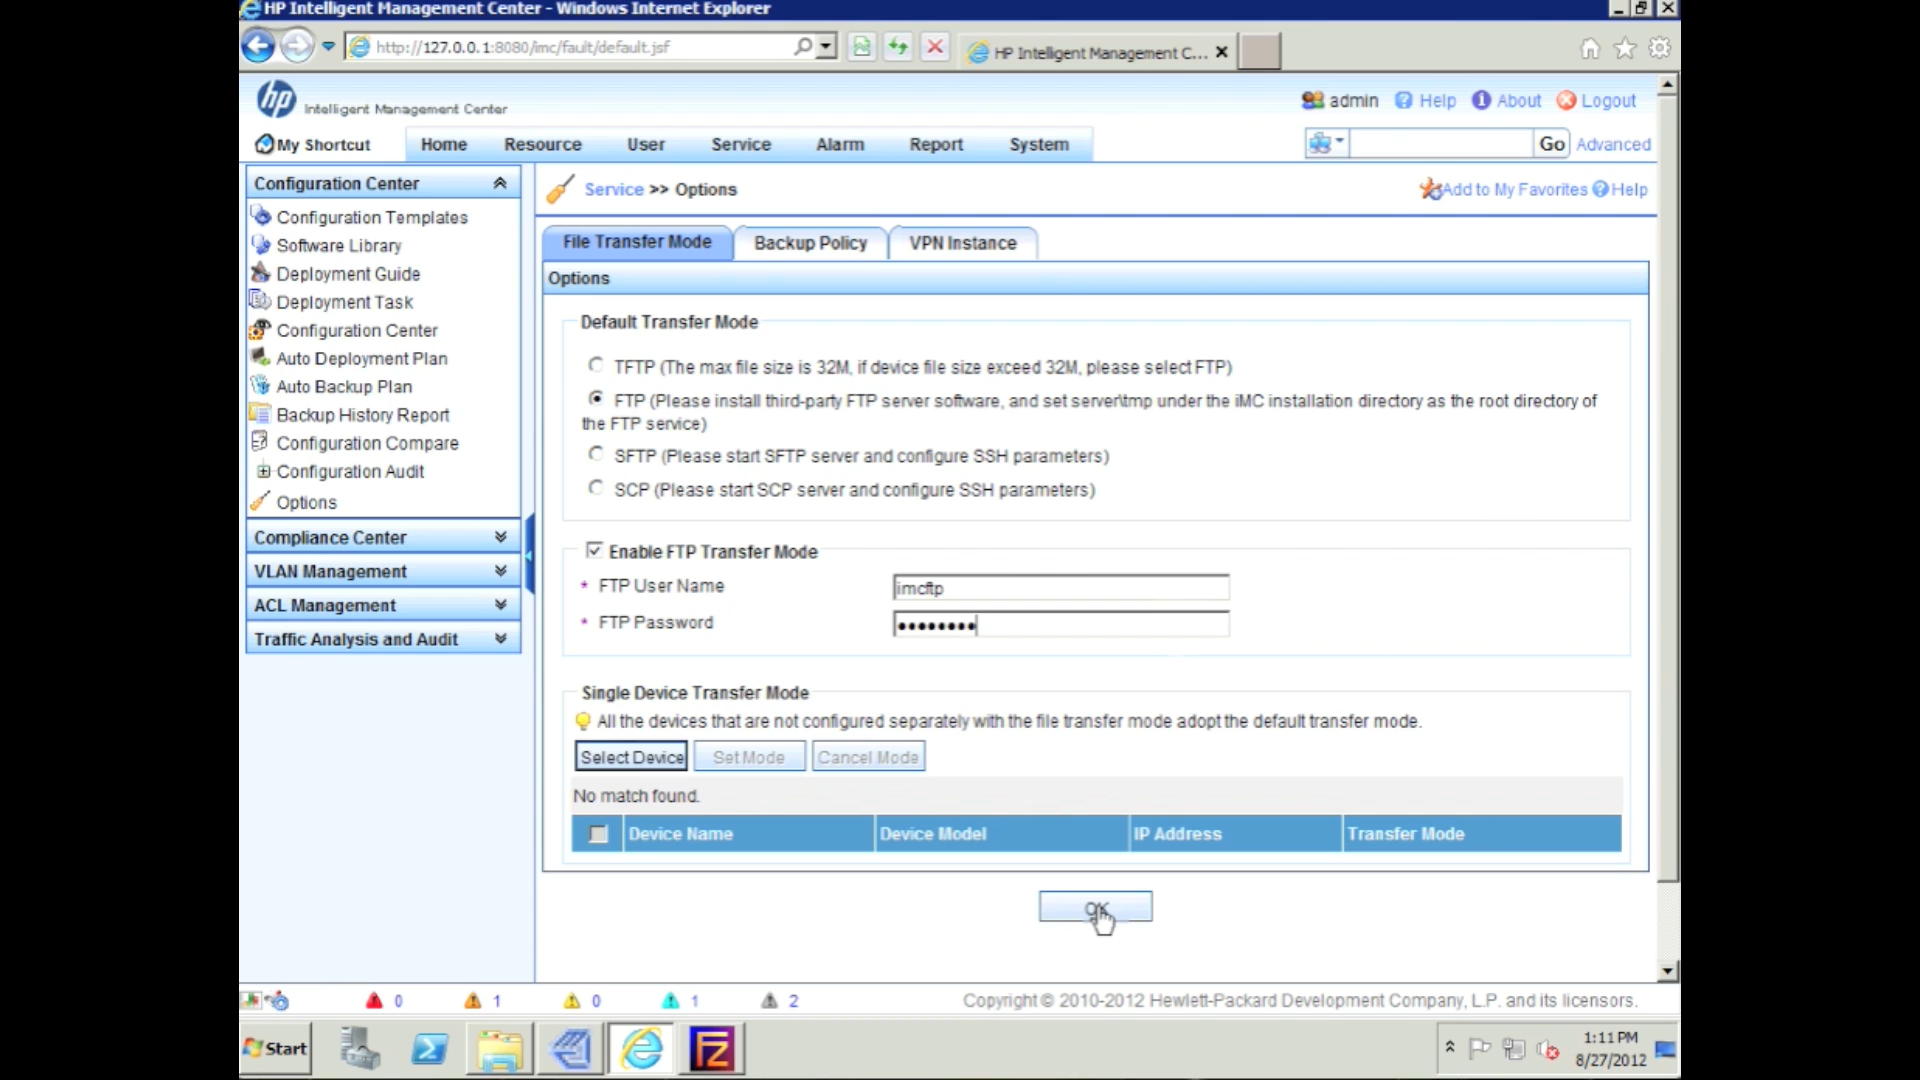 HP Intelligent Management Center - Windows Internet Explorer
http://127.0.0.1:8080/imc/fault/default.jsf
HP Intelligent Management C...
hp Intelligent Management Center
admin Help About Logout
My Shortcut Home Resource User Service Alarm Report System Go Advanced
Configuration Center
Configuration Templates
Software Library
Deployment Guide
Deployment Task
Configuration Center
Auto Deployment Plan
Auto Backup Plan
Backup History Report
Configuration Compare
Configuration Audit
Options
Compliance Center
VLAN Management
ACL Management
Traffic Analysis and Audit
Service >> Options
Add to My Favorites Help
File Transfer Mode Backup Policy VPN Instance
Options
Default Transfer Mode
TFTP (The max file size is 32M, if device file size exceed 32M, please select FTP)
FTP (Please install third-party FTP server software, and set server\tmp under the iMC installation directory as the root directory of
the FTP service)
SFTP (Please start SFTP server and configure SSH parameters)
SCP (Please start SCP server and configure SSH parameters)
Enable FTP Transfer Mode
* FTP User Name imcftp
* FTP Password ••••••••
Single Device Transfer Mode
All the devices that are not configured separately with the file transfer mode adopt the default transfer mode.
Select Device Set Mode Cancel Mode
No match found.
Device Name Device Model IP Address Transfer Mode
OK
0 1 0 1 2
Copyright © 2010-2012 Hewlett-Packard Development Company, L.P. and its licensors.
Start
Fz
1:11 PM
8/27/2012